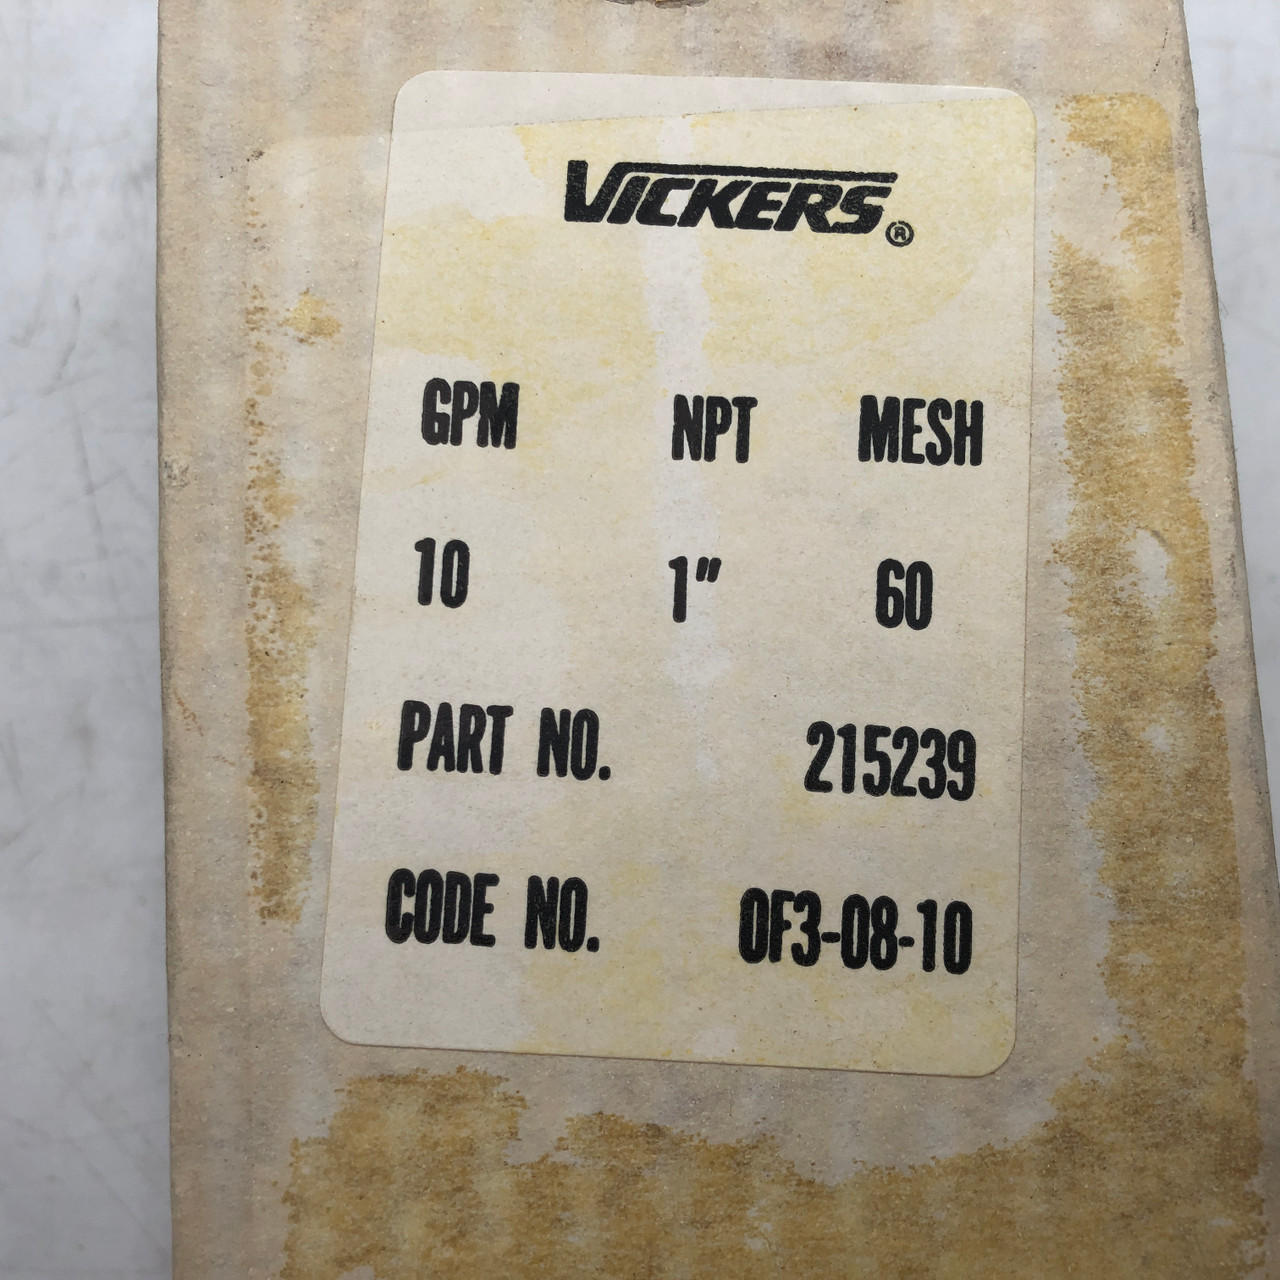 VICKERS®
GPM NPT MESH
10 1" 60
PART NO. 215239
CODE NO. OF3-08-10